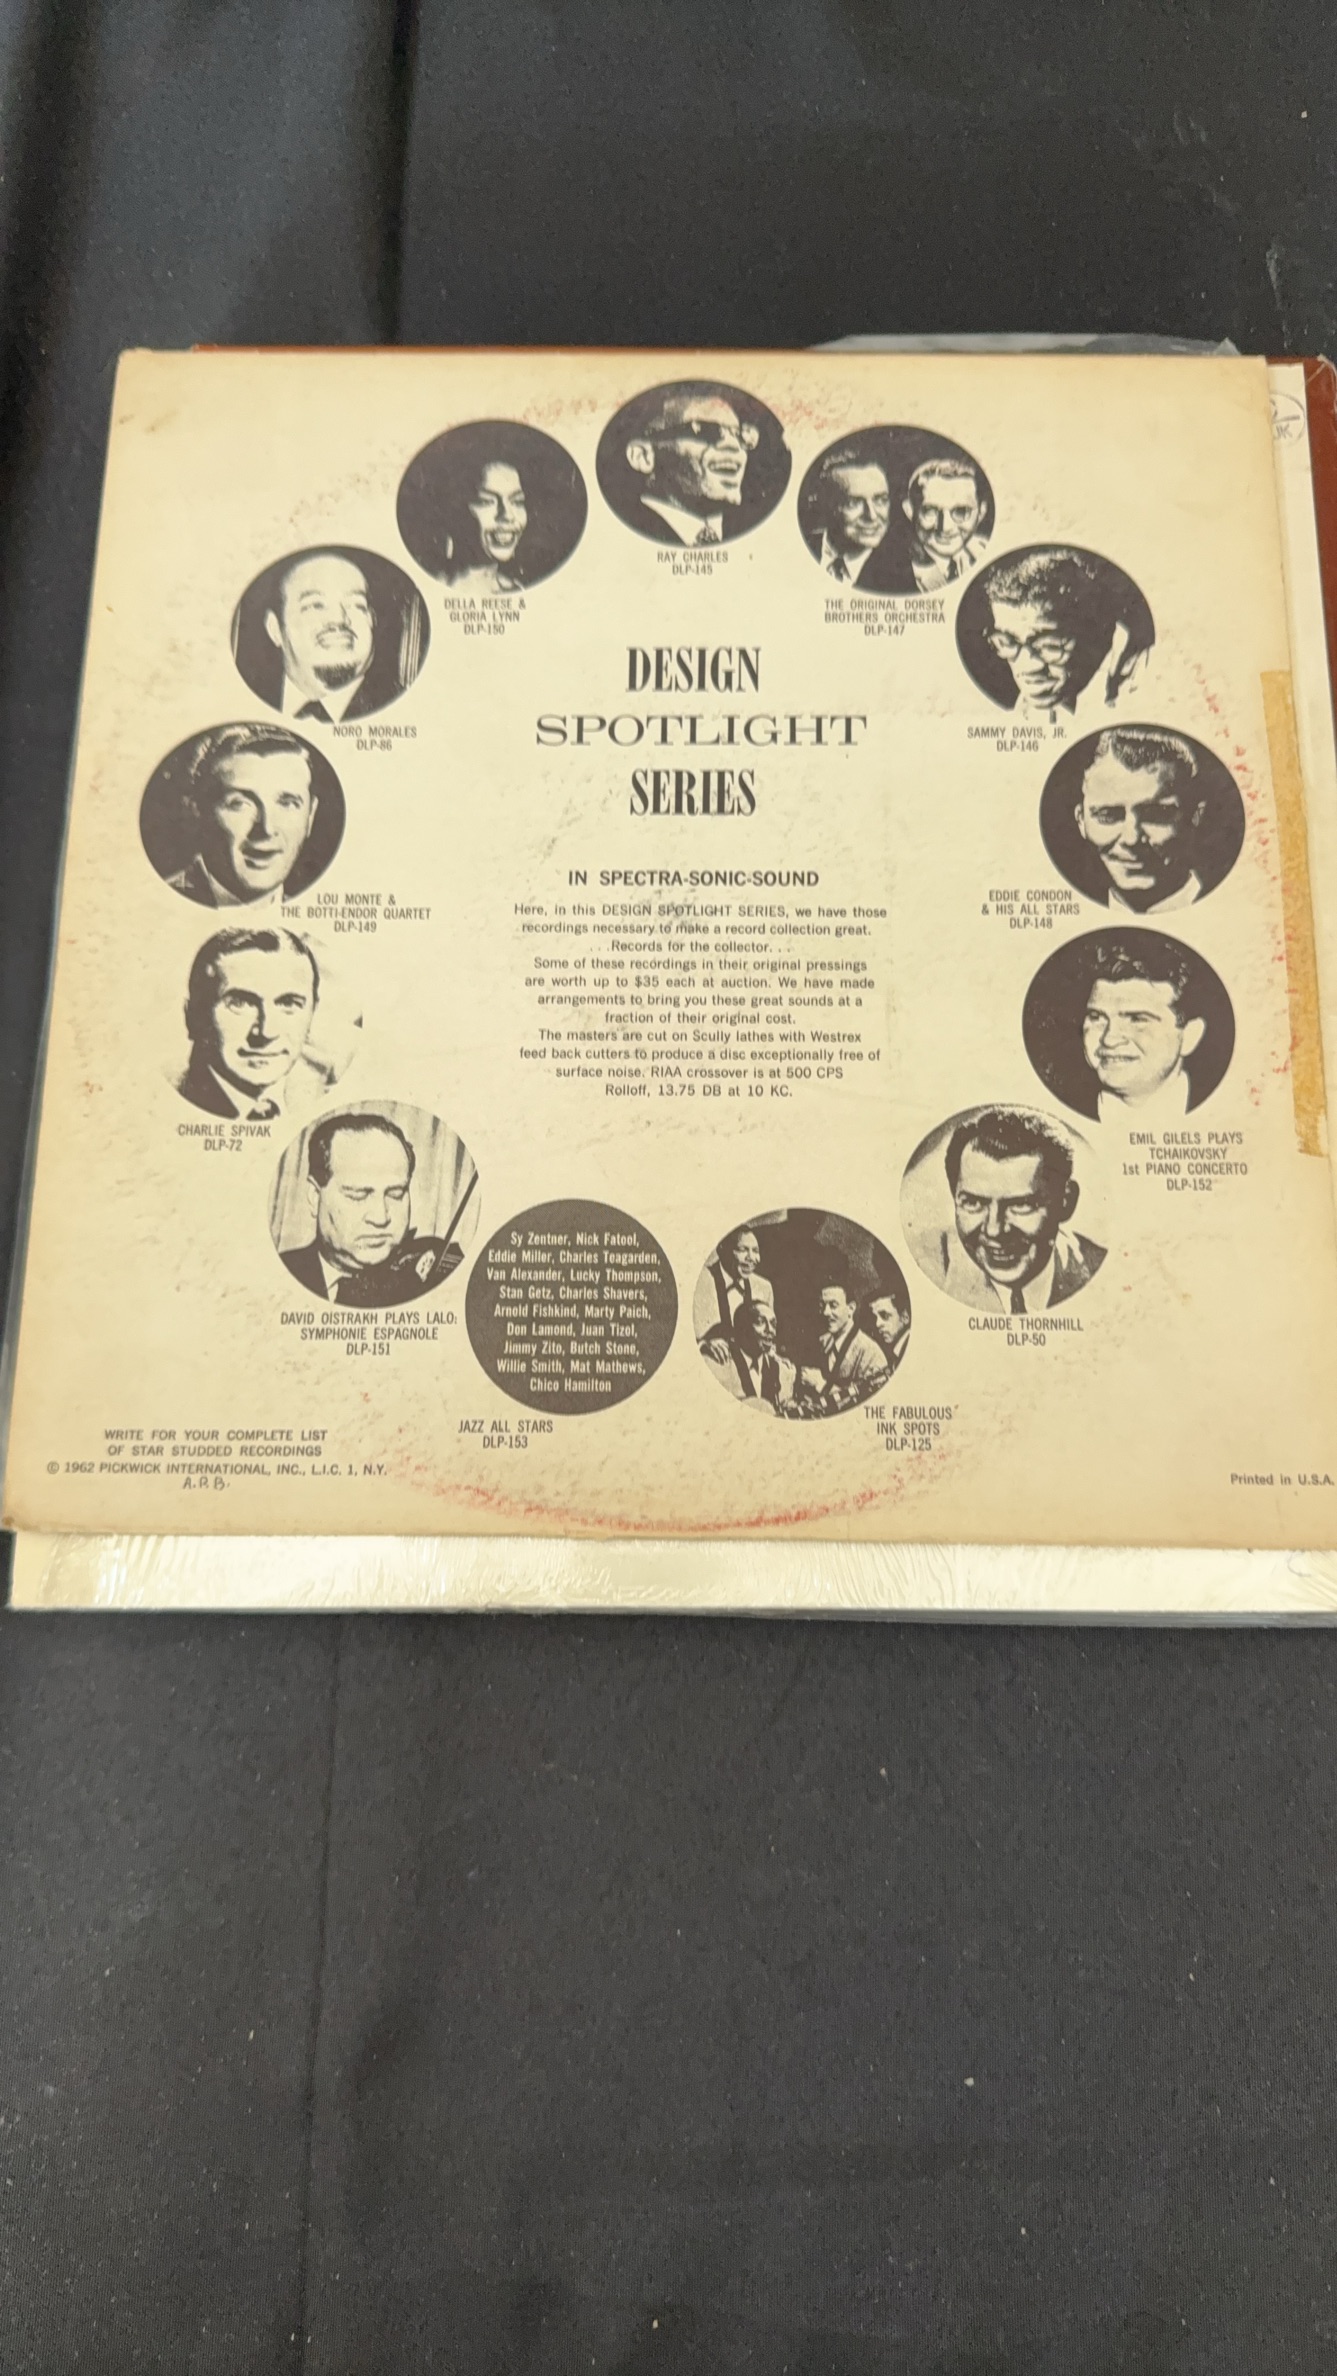 RAY CHARLES
DLP-145
DELLA REESE &
GLORIA LYNN
DLP-150
THE ORIGINAL DORSEY
BROTHERS ORCHESTRA
DLP-147
NORO MORALES
DLP-86
SAMMY DAVIS, JR.
DLP-146
DESIGN
SPOTLIGHT
SERIES
LOU MONTE &
THE BOTTI-ENDOR QUARTET
DLP-149
EDDIE CONDON
& HIS ALL STARS
DLP-148
IN SPECTRA-SONIC-SOUND
Here, in this DESIGN SPOTLIGHT SERIES, we have those
recordings necessary to make a record collection great.
. . .Records for the collector. . .
Some of these recordings in their original pressings
are worth up to $35 each at auction. We have made
arrangements to bring you these great sounds at a
fraction of their original cost.
The masters are cut on Scully lathes with Westrex
feed back cutters to produce a disc exceptionally free of
surface noise. RIAA crossover is at 500 CPS
Rolloff, 13.75 DB at 10 KC.
CHARLIE SPIVAK
DLP-72
EMIL GILELS PLAYS
TCHAIKOVSKY
1st PIANO CONCERTO
DLP-152
DAVID OISTRAKH PLAYS LALO:
SYMPHONIE ESPAGNOLE
DLP-151
Sy Zentner, Nick Fatool,
Eddie Miller, Charles Teagarden,
Van Alexander, Lucky Thompson,
Stan Getz, Charles Shavers,
Arnold Fishkind, Marty Paich,
Don Lamond, Juan Tizol,
Jimmy Zito, Butch Stone,
Willie Smith, Mat Mathews,
Chico Hamilton
JAZZ ALL STARS
DLP-153
THE FABULOUS
INK SPOTS
DLP-125
CLAUDE THORNHILL
DLP-50
WRITE FOR YOUR COMPLETE LIST
OF STAR STUDDED RECORDINGS
© 1962 PICKWICK INTERNATIONAL, INC., L.I.C. 1, N.Y.
A.P.B.
Printed in U.S.A.